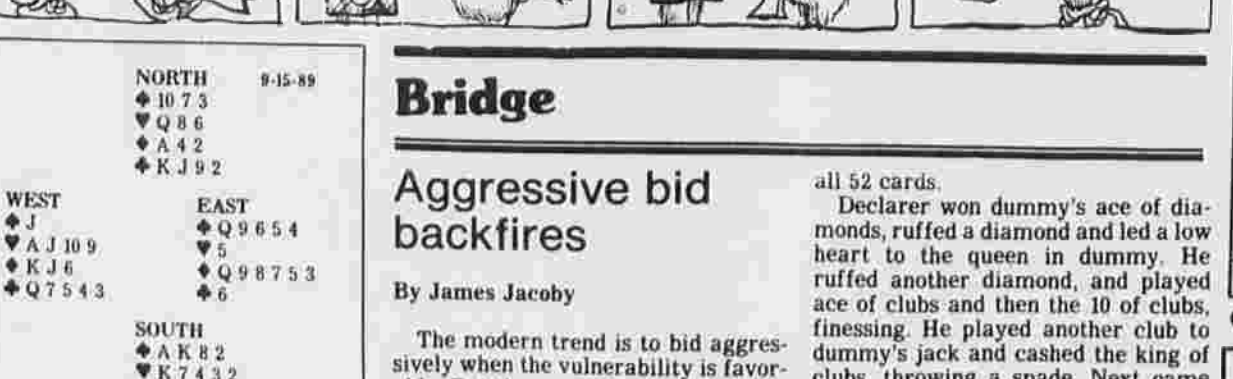 NORTH 9-15-89
♠ 10 7 3
♥ Q 8 6
♦ A 4 2
♣ K J 9 2
WEST
♠ J
♥ A J 10 9
♦ K J 6
♣ Q 7 5 4 3
EAST
♠ Q 9 6 5 4
♥ 5
♦ Q 9 8 7 5 3
♣ 6
SOUTH
♠ A K 8 2
♥ K 7 4 3 2
Bridge
Aggressive bid
backfires
By James Jacoby
The modern trend is to bid aggres-
sively when the vulnerability is favor-
all 52 cards.
Declarer won dummy's ace of dia-
monds, ruffed a diamond and led a low
heart to the queen in dummy. He
ruffed another diamond, and played
ace of clubs and then the 10 of clubs,
finessing. He played another club to
dummy's jack and cashed the king of
clubs, throwing a spade. Next came